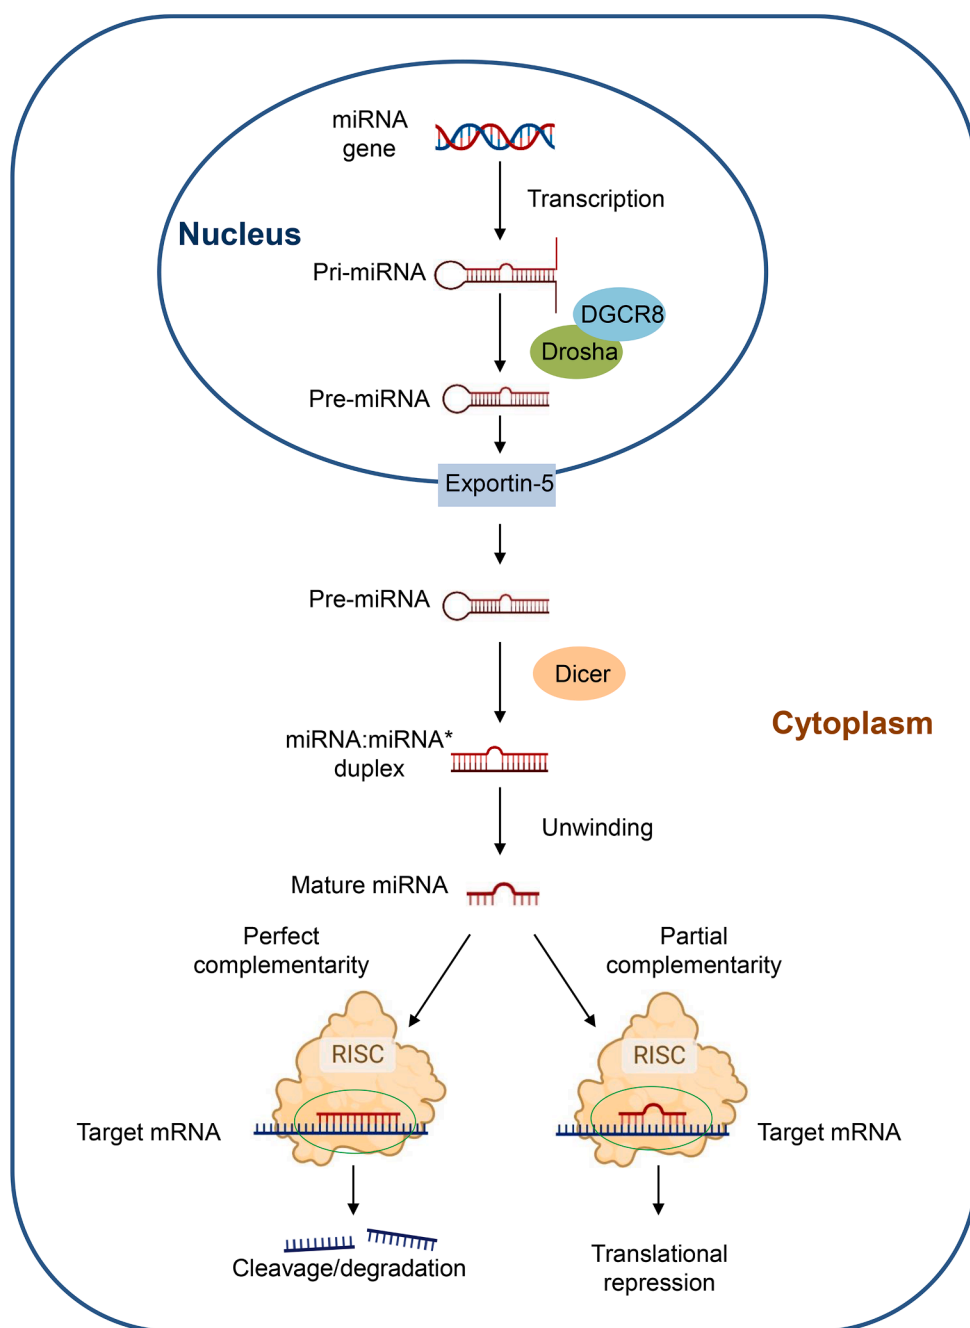 miRNA
gene
Transcription
Nucleus
Pri-miRNA
DGCR8
Drosha
Pre-miRNA
Exportin-5
Pre-miRNA
Dicer
Cytoplasm
miRNA:miRNA*
duplex
Unwinding
Mature miRNA
Perfect
complementarity
Partial
complementarity
RISC
RISC
Target mRNA
Target mRNA
Cleavage/degradation
Translational
repression